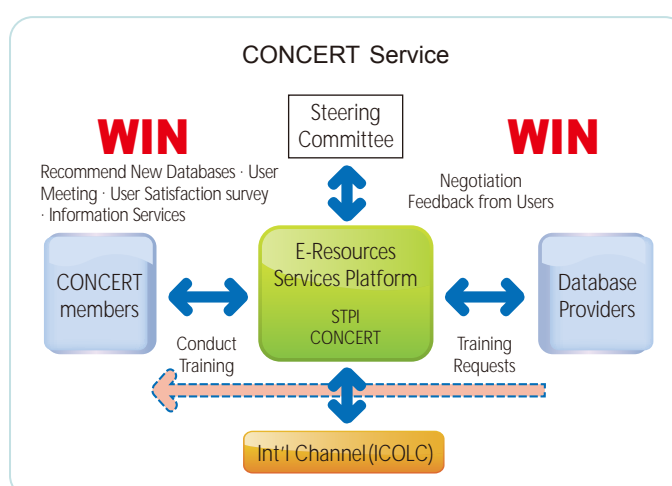 CONCERT Service
WIN
Steering
Committee
WIN
Recommend New Databases · User
Meeting · User Satisfaction survey
· Information Services
Negotiation
Feedback from Users
CONCERT
members
E-Resources
Services Platform
STPI
CONCERT
Database
Providers
Conduct
Training
Training
Requests
Int'l Channel(ICOLC)